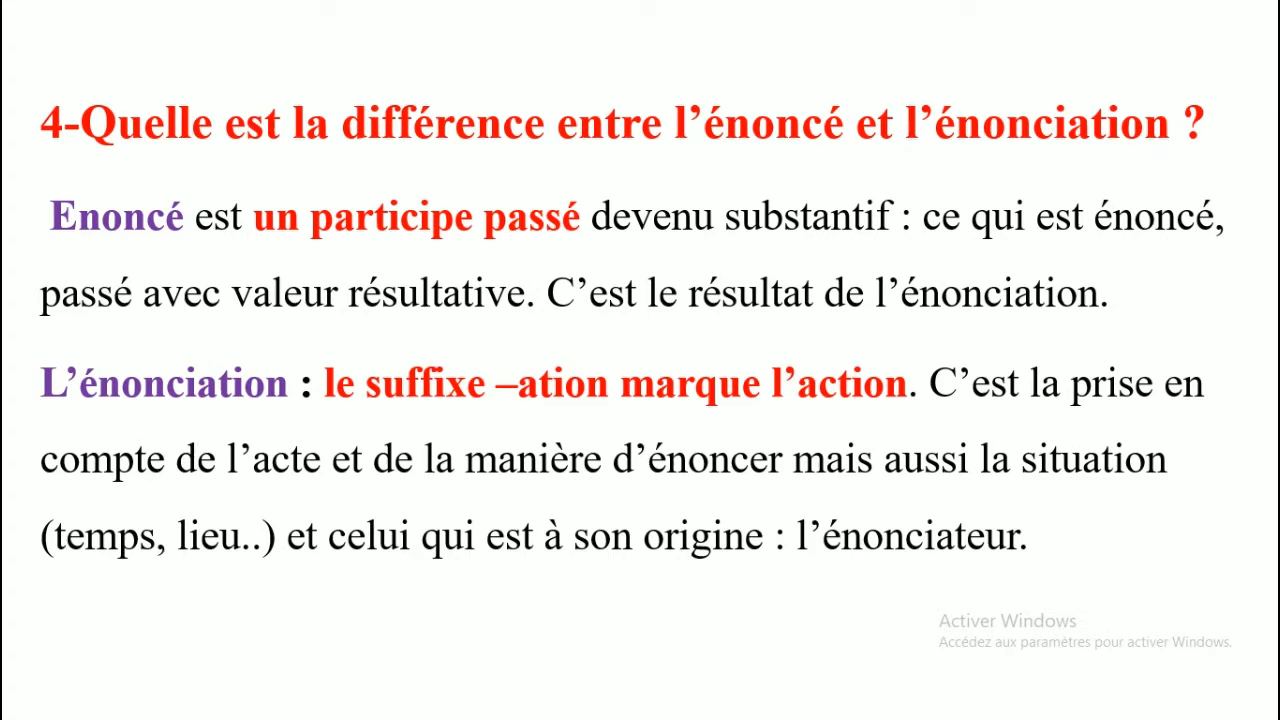 4-Quelle est la différence entre l’énoncé et l’énonciation ?
Enoncé est un participe passé devenu substantif : ce qui est énoncé,
passé avec valeur résultative. C’est le résultat de l’énonciation.
L’énonciation : le suffixe –ation marque l’action. C’est la prise en
compte de l’acte et de la manière d’énoncer mais aussi la situation
(temps, lieu..) et celui qui est à son origine : l’énonciateur.
Activer Windows
Accédez aux paramètres pour activer Windows.